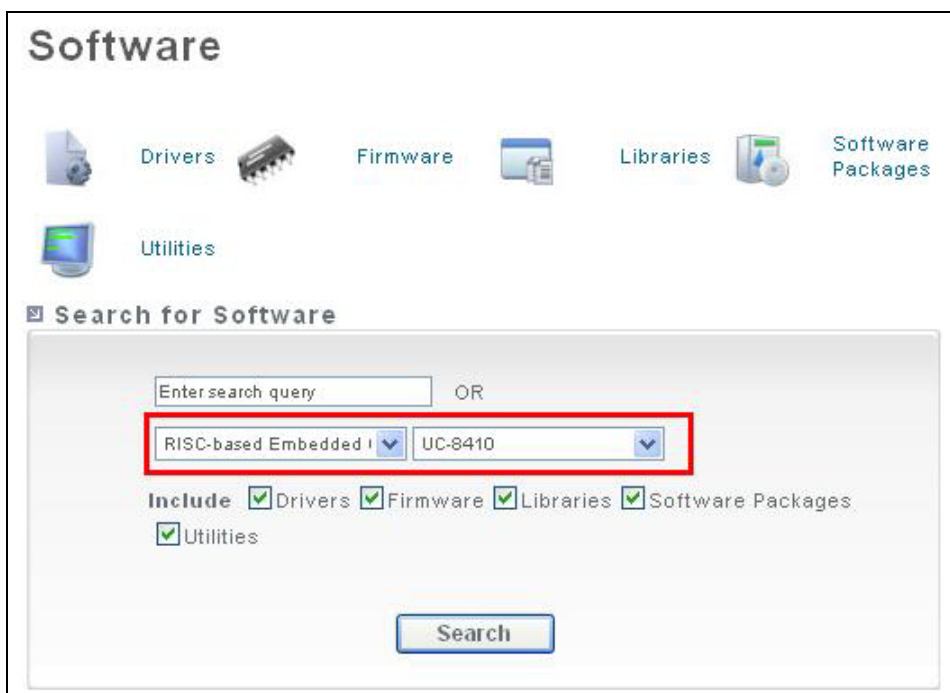 Software
Drivers
Firmware
Libraries
Software
Packages
Utilities
Search for Software
Enter search query
OR
RISC-based Embedded
UC-8410
Include Drivers Firmware Libraries Software Packages
Utilities
Search